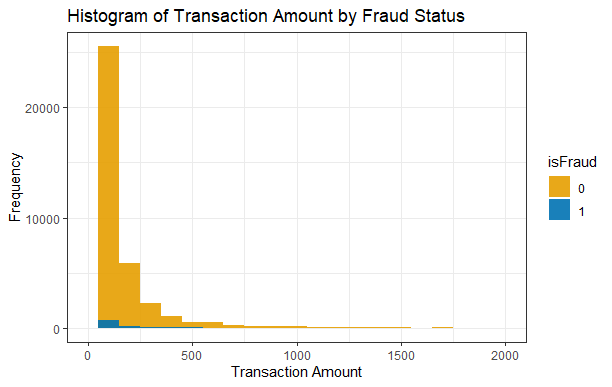 Histogram of Transaction Amount by Fraud Status
20000
10000
0
Frequency
0 500 1000 1500 2000
Transaction Amount
isFraud
0
1